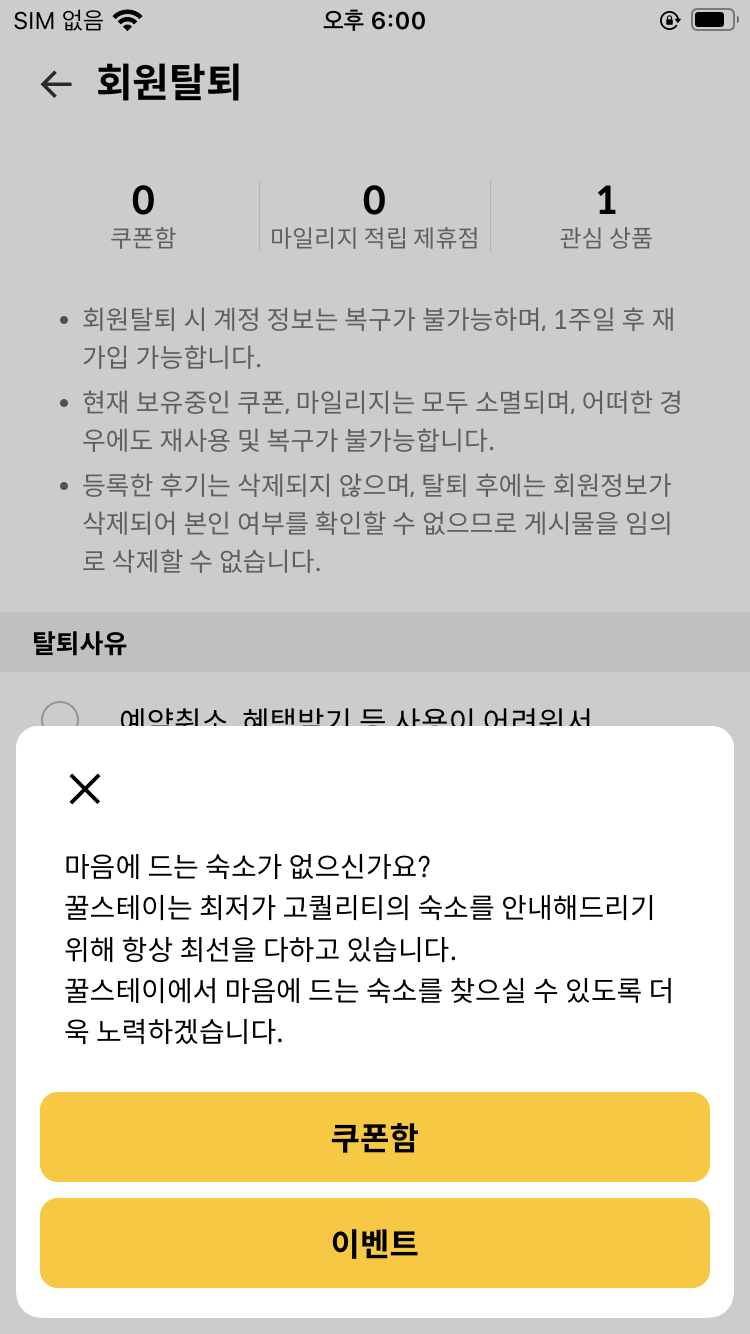 SIM 없음
오후 6:00
회원탈퇴
0
쿠폰함
0
마일리지 적립 제휴점
1
관심 상품
• 회원탈퇴 시 계정 정보는 복구가 불가능하며, 1주일 후 재
가입 가능합니다.
• 현재 보유중인 쿠폰, 마일리지는 모두 소멸되며, 어떠한 경
우에도 재사용 및 복구가 불가능합니다.
• 등록한 후기는 삭제되지 않으며, 탈퇴 후에는 회원정보가
삭제되어 본인 여부를 확인할 수 없으므로 게시물을 임의
로 삭제할 수 없습니다.
탈퇴사유
예약취소, 혜택받기 등 사용이 어려워서
마음에 드는 숙소가 없으신가요?
꿀스테이는 최저가 고퀄리티의 숙소를 안내해드리기
위해 항상 최선을 다하고 있습니다.
꿀스테이에서 마음에 드는 숙소를 찾으실 수 있도록 더
욱 노력하겠습니다.
쿠폰함
이벤트